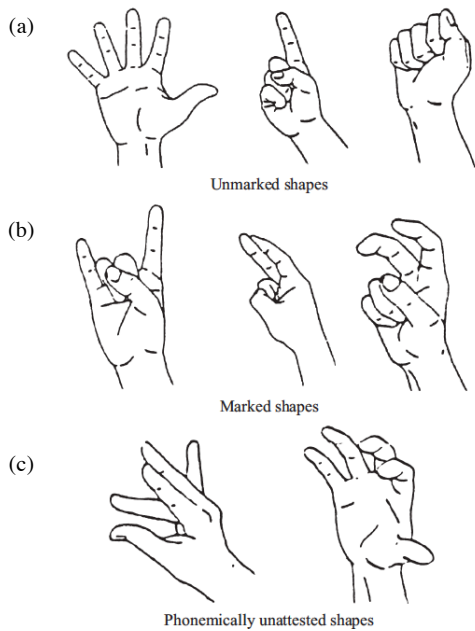 (a)
Unmarked shapes
(b)
Marked shapes
(c)
Phonemically unattested shapes